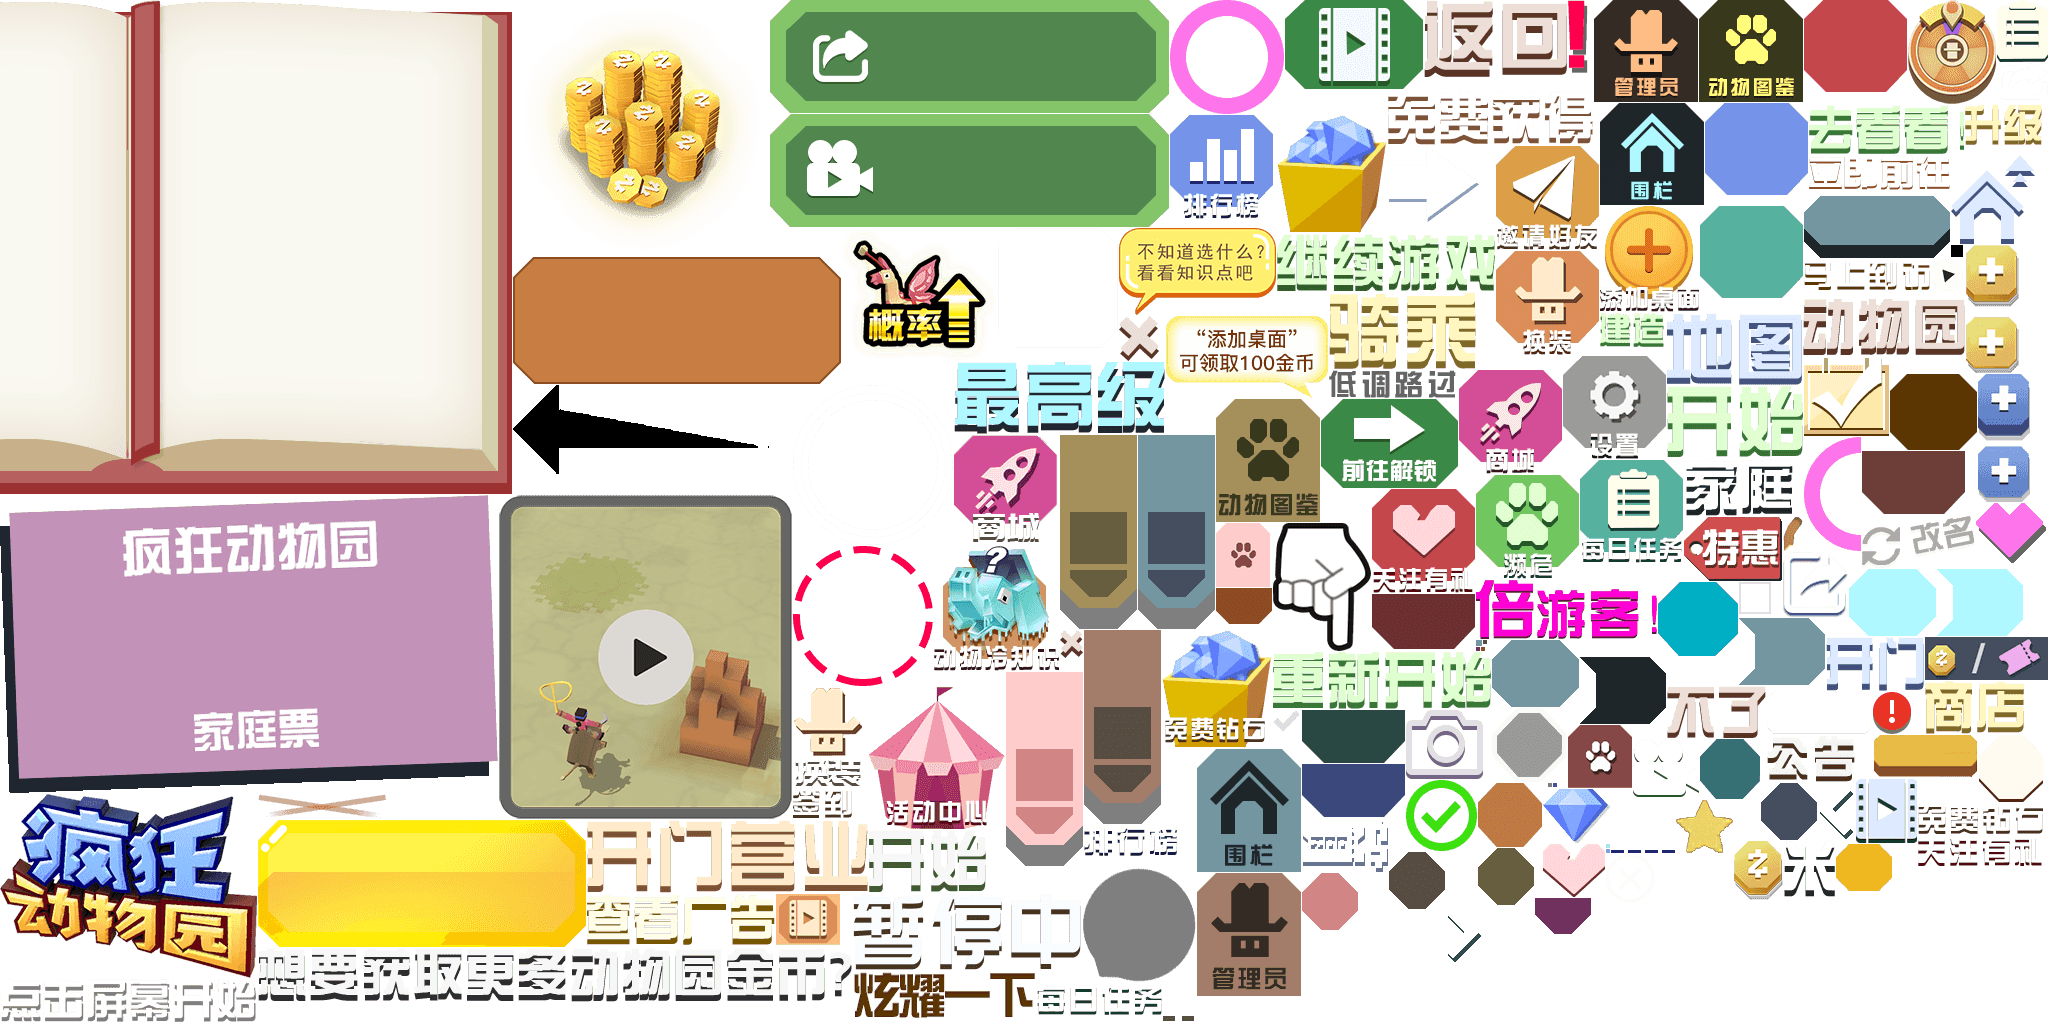 返回!
管理员
动物图鉴
免费获得
去看看!
升级
立即前往
排行榜
围栏
邀请好友
不知道选什么?
看看知识点吧
继续游戏
马上到访
添加桌面
概率
换装
建造
地图
动物园
骑乘
“添加桌面”
可领取100金币
低调路过
最高级
开始
前往解锁
商城
设置
动物图鉴
家庭
商城
疯狂动物园
关注有礼
濒危
每日任务
特惠
改名
?
动物冷知识
倍游客!
重新开始
开门
/
家庭票
免费钻石
不了
商店
公告
换装
签到
活动中心
疯狂
动物园
开门营业
开始
排行榜
围栏
免费钻石
关注有礼
查看广告
暂停中
管理员
想要获取更多动物园金币?
点击屏幕开始
炫耀一下
每日任务